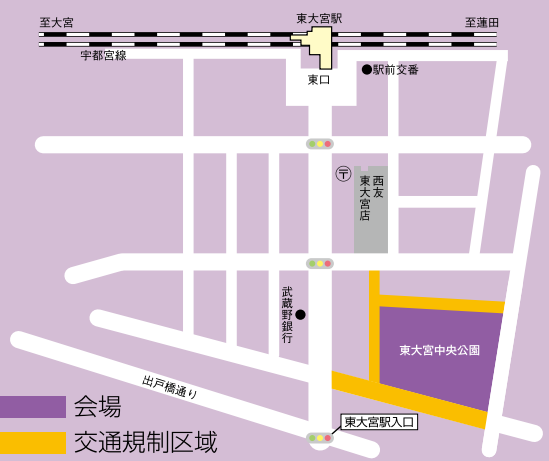 至大宮
東大宮駅
至蓮田
宇都宮線
東口
●駅前交番
〒
西友
東大宮店
武蔵野銀行
東大宮中央公園
出戸橋通り
東大宮駅入口
会場
交通規制区域